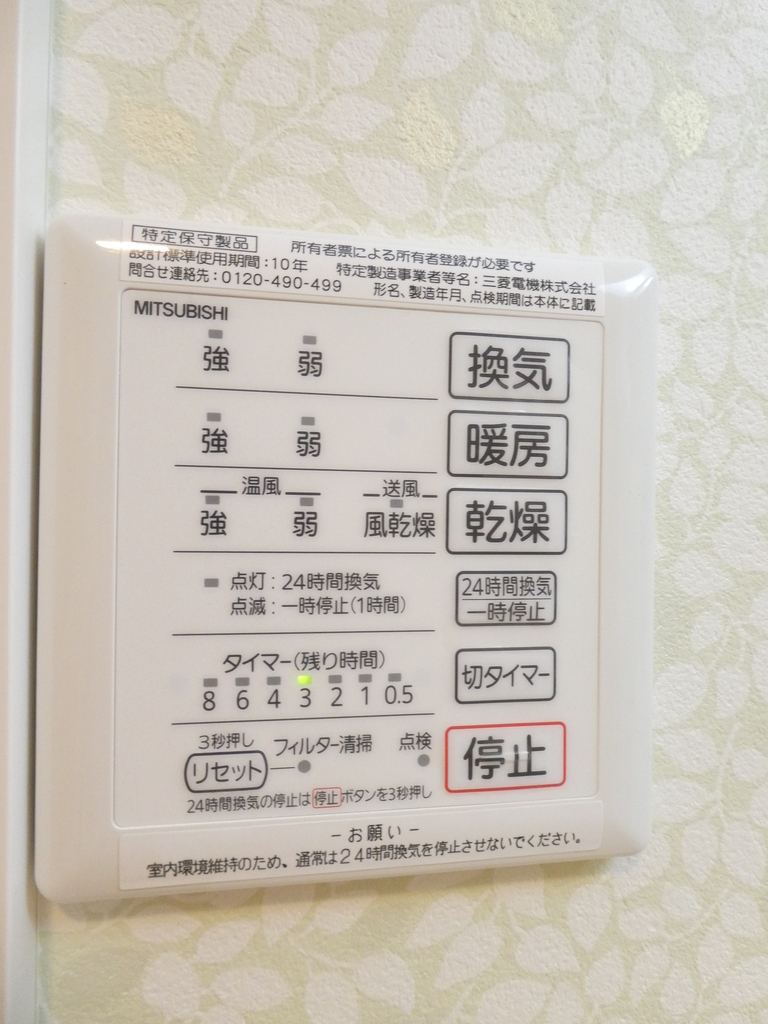 特定保守製品 所有者票による所有者登録が必要です
設計標準使用期間:10年 特定製造事業者等名:三菱電機株式会社
問合せ連絡先:0120-490-499 形名、製造年月、点検期間は本体に記載
MITSUBISHI
強 弱 換気
強 弱 暖房
温風 送風
強 弱 風乾燥 乾燥
点灯:24時間換気
点滅:一時停止(1時間)
24時間換気
一時停止
タイマー(残り時間)
8 6 4 3 2 1 0.5
切タイマー
3秒押し
リセット フィルター清掃 点検
停止
24時間換気の停止は停止ボタンを3秒押し
-お願い-
室内環境維持のため、通常は24時間換気を停止させないでください。